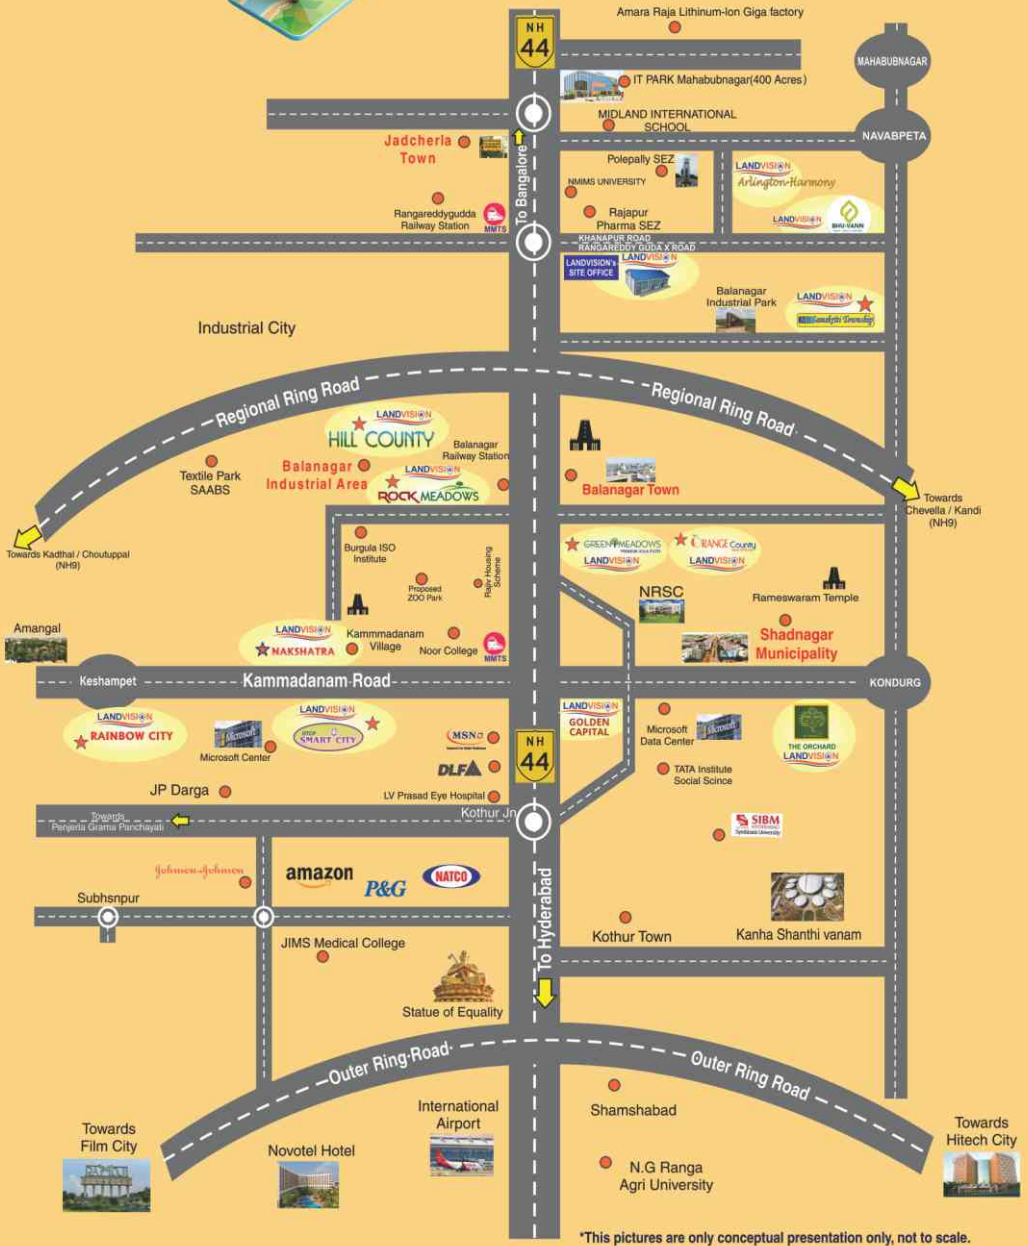 Amara Raja Lithinum-Ion Giga factory
NH
44
MAHABUBNAGAR
IT PARK Mahabubnagar(400 Acres)
MIDLAND INTERNATIONAL
SCHOOL
NAVABPETA
Jadcherla
Town
To Bangalore
Polepally SEZ
NMIMS UNIVERSITY
LANDVISION
Arlington-Harmony
Rangareddygudda
Railway Station
MMTS
Rajapur
Pharma SEZ
LANDVISION
BHU-VANN
KHANAPUR ROAD
RANGAREDDY GUDA X ROAD
LANDVISION's
SITE OFFICE
LANDVISION
Balanagar
Industrial Park
LANDVISION
Samskriti Township
Industrial City
Regional Ring Road
Regional Ring Road
LANDVISION
HILL COUNTY
Balanagar
Railway Station
Textile Park
SAABS
Balanagar
Industrial Area
LANDVISION
ROCK MEADOWS
Balanagar Town
Towards
Chevella / Kandi
(NH9)
Towards Kadthal / Choutuppal
(NH9)
Burgula ISO
Institute
Proposed
ZOO Park
Rajiv Housing
Scheme
GREEN MEADOWS
LANDVISION
ORANGE County
LANDVISION
NRSC
Rameswaram Temple
Amangal
LANDVISION
NAKSHATRA
Kammmadanam
Village
Noor College
MMTS
Shadnagar
Municipality
Keshampet
Kammadanam Road
KONDURG
LANDVISION
RAINBOW CITY
Microsoft
Microsoft Center
LANDVISION
SMART CITY
MSN
DLF
LV Prasad Eye Hospital
NH
44
LANDVISION
GOLDEN
CAPITAL
Microsoft
Data Center
Microsoft
THE ORCHARD
LANDVISION
TATA Institute
Social Scince
JP Darga
Kothur Jn
Towards
Penjerla Grama Panchayati
SIBM
Johnson-Johnson
amazon
P&G
NATCO
To Hyderabad
Subhsnpur
Kothur Town
Kanha Shanthi vanam
JIMS Medical College
Statue of Equality
Outer Ring Road
Outer Ring Road
Towards
Film City
Novotel Hotel
International
Airport
Shamshabad
N.G Ranga
Agri University
Towards
Hitech City
*This pictures are only conceptual presentation only, not to scale.